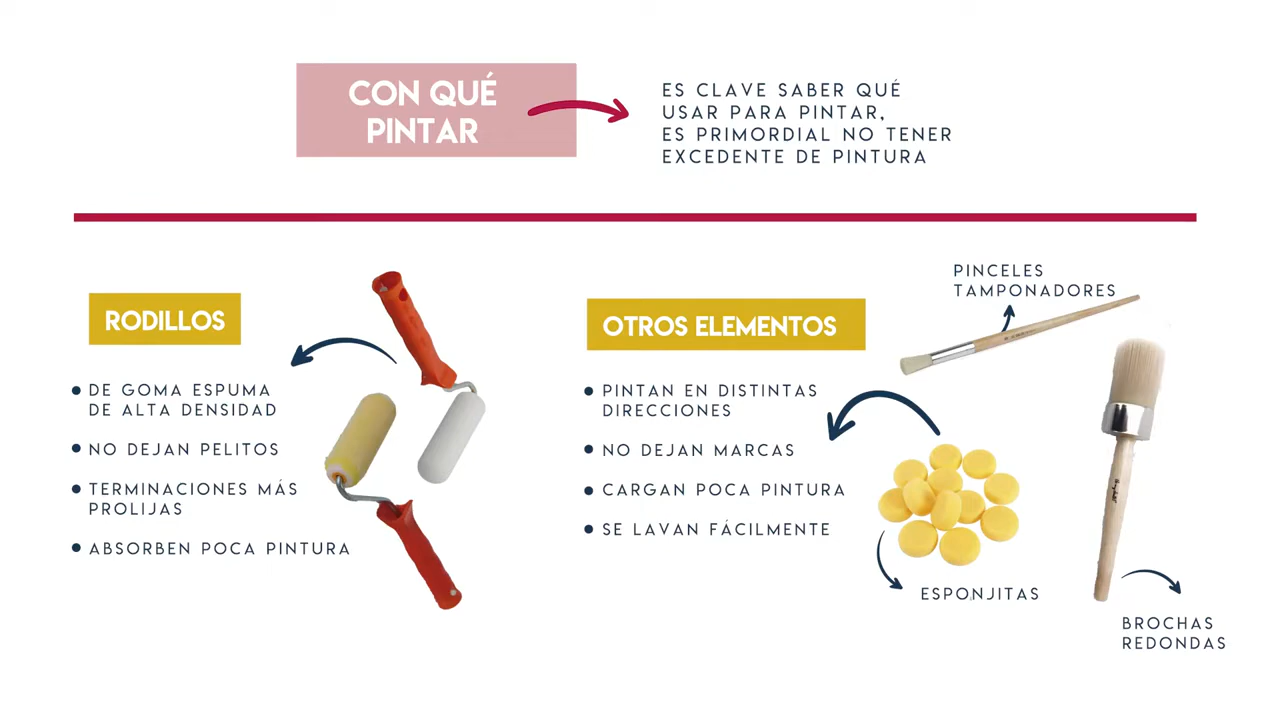 CON QUÉ
PINTAR
ES CLAVE SABER QUÉ
USAR PARA PINTAR,
ES PRIMORDIAL NO TENER
EXCEDENTE DE PINTURA
RODILLOS
• DE GOMA ESPUMA
DE ALTA DENSIDAD
• NO DEJAN PELITOS
• TERMINACIONES MÁS
PROLIJAS
• ABSORBEN POCA PINTURA
OTROS ELEMENTOS
• PINTAN EN DISTINTAS
DIRECCIONES
• NO DEJAN MARCAS
• CARGAN POCA PINTURA
• SE LAVAN FÁCILMENTE
PINCELES
TAMPONADORES
ESPONJITAS
BROCHAS
REDONDAS